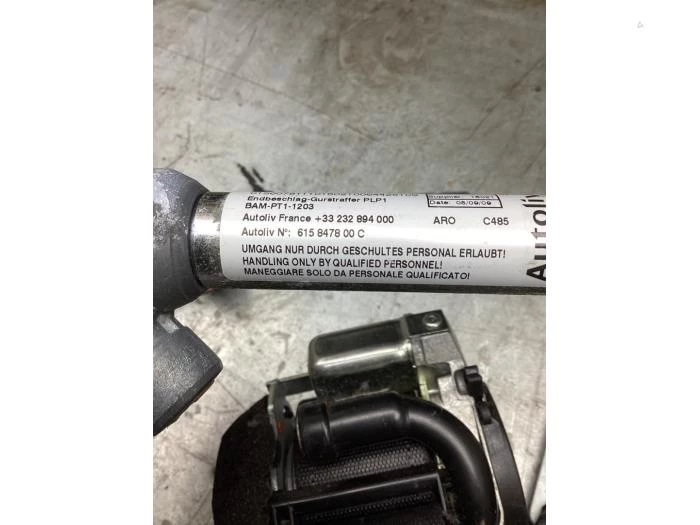 Endbeschlag-Gurtstraffer PLP1
BAM-PT1-1203
Date: 08/09/09
Autoliv France +33 232 894 000 ARO C485
Autoliv N°: 615 8478 00 C
UMGANG NUR DURCH GESCHULTES PERSONAL ERLAUBT!
HANDLING ONLY BY QUALIFIED PERSONNEL!
MANEGGIARE SOLO DA PERSONALE QUALIFICATO!
Autoliv